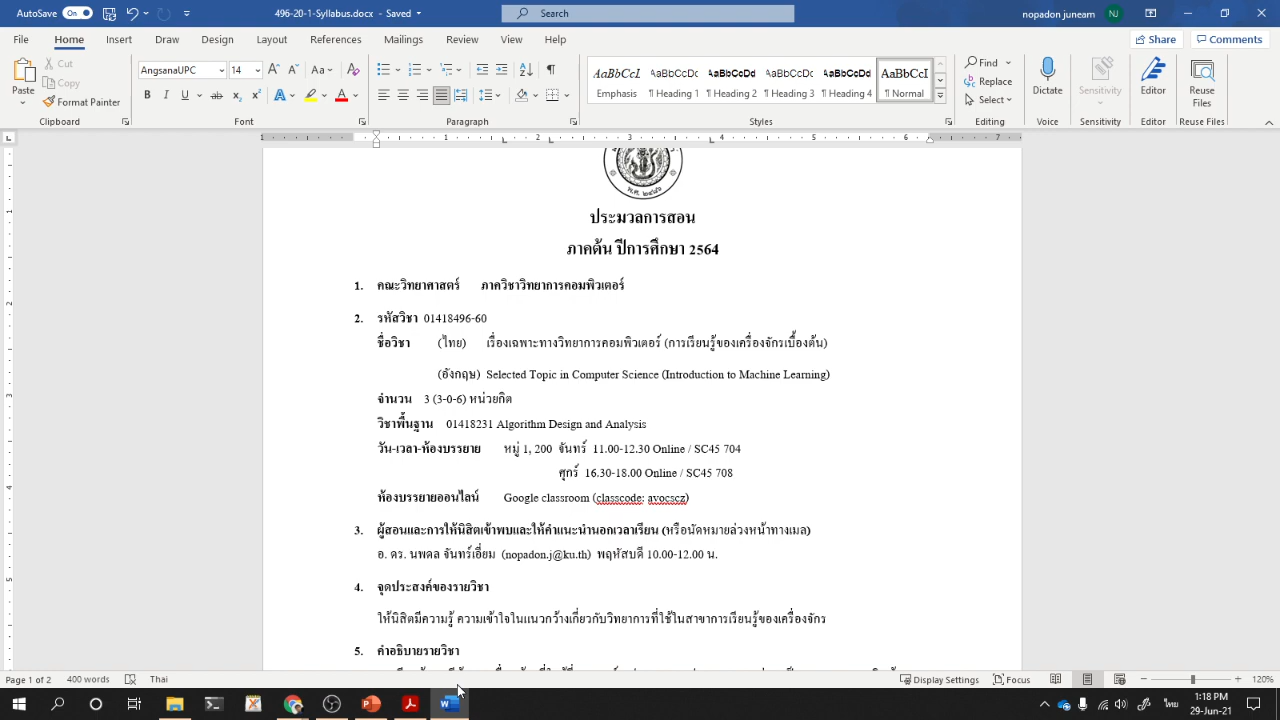 AutoSave On 496-20-1-Syllabus.docx - Saving... Search nopadon juneam NJ
File Home Insert Draw Design Layout References Mailings Review View Help Share Comments
Paste Cut Copy Format Painter
AngsanaUPC 14
Clipboard Font Paragraph Styles Editing Voice Sensitivity Editor Reuse Files
AaBbCcI Emphasis AaBbCcDc ¶ Heading 1 AaBbCcDd ¶ Heading 2 AaBbCcDc ¶ Heading 3 AaBbCcDd ¶ Heading 4 AaBbCcI ¶ Normal
Find Replace Select Dictate Sensitivity Editor Reuse Files
พ.ศ. ๒๔๘๖
ประมวลการสอน
ภาคต้น ปีการศึกษา 2564
1. คณะวิทยาศาสตร์ ภาควิชาวิทยาการคอมพิวเตอร์
2. รหัสวิชา 01418496-60
ชื่อวิชา (ไทย) เรื่องเฉพาะทางวิทยาการคอมพิวเตอร์ (การเรียนรู้ของเครื่องจักรเบื้องต้น)
(อังกฤษ) Selected Topic in Computer Science (Introduction to Machine Learning)
จำนวน 3 (3-0-6) หน่วยกิต
วิชาพื้นฐาน 01418231 Algorithm Design and Analysis
วัน-เวลา-ห้องบรรยาย หมู่ 1, 200 จันทร์ 11.00-12.30 Online / SC45 704
ศุกร์ 16.30-18.00 Online / SC45 708
ห้องบรรยายออนไลน์ Google classroom (classcode: avocscz)
3. ผู้สอนและการให้นิสิตเข้าพบและให้คำแนะนำนอกเวลาเรียน (หรือนัดหมายล่วงหน้าทางเมล)
อ. ดร. นพดล จันทร์เอี่ยม (nopadon.j@ku.th) พฤหัสบดี 10.00-12.00 น.
4. จุดประสงค์ของรายวิชา
ให้นิสิตมีความรู้ ความเข้าใจในแนวกว้างเกี่ยวกับวิทยาการที่ใช้ในสาขาการเรียนรู้ของเครื่องจักร
5. คำอธิบายรายวิชา
Page 1 of 2 400 words Thai Display Settings Focus 120%
ไทย 1:18 PM
29-Jun-21